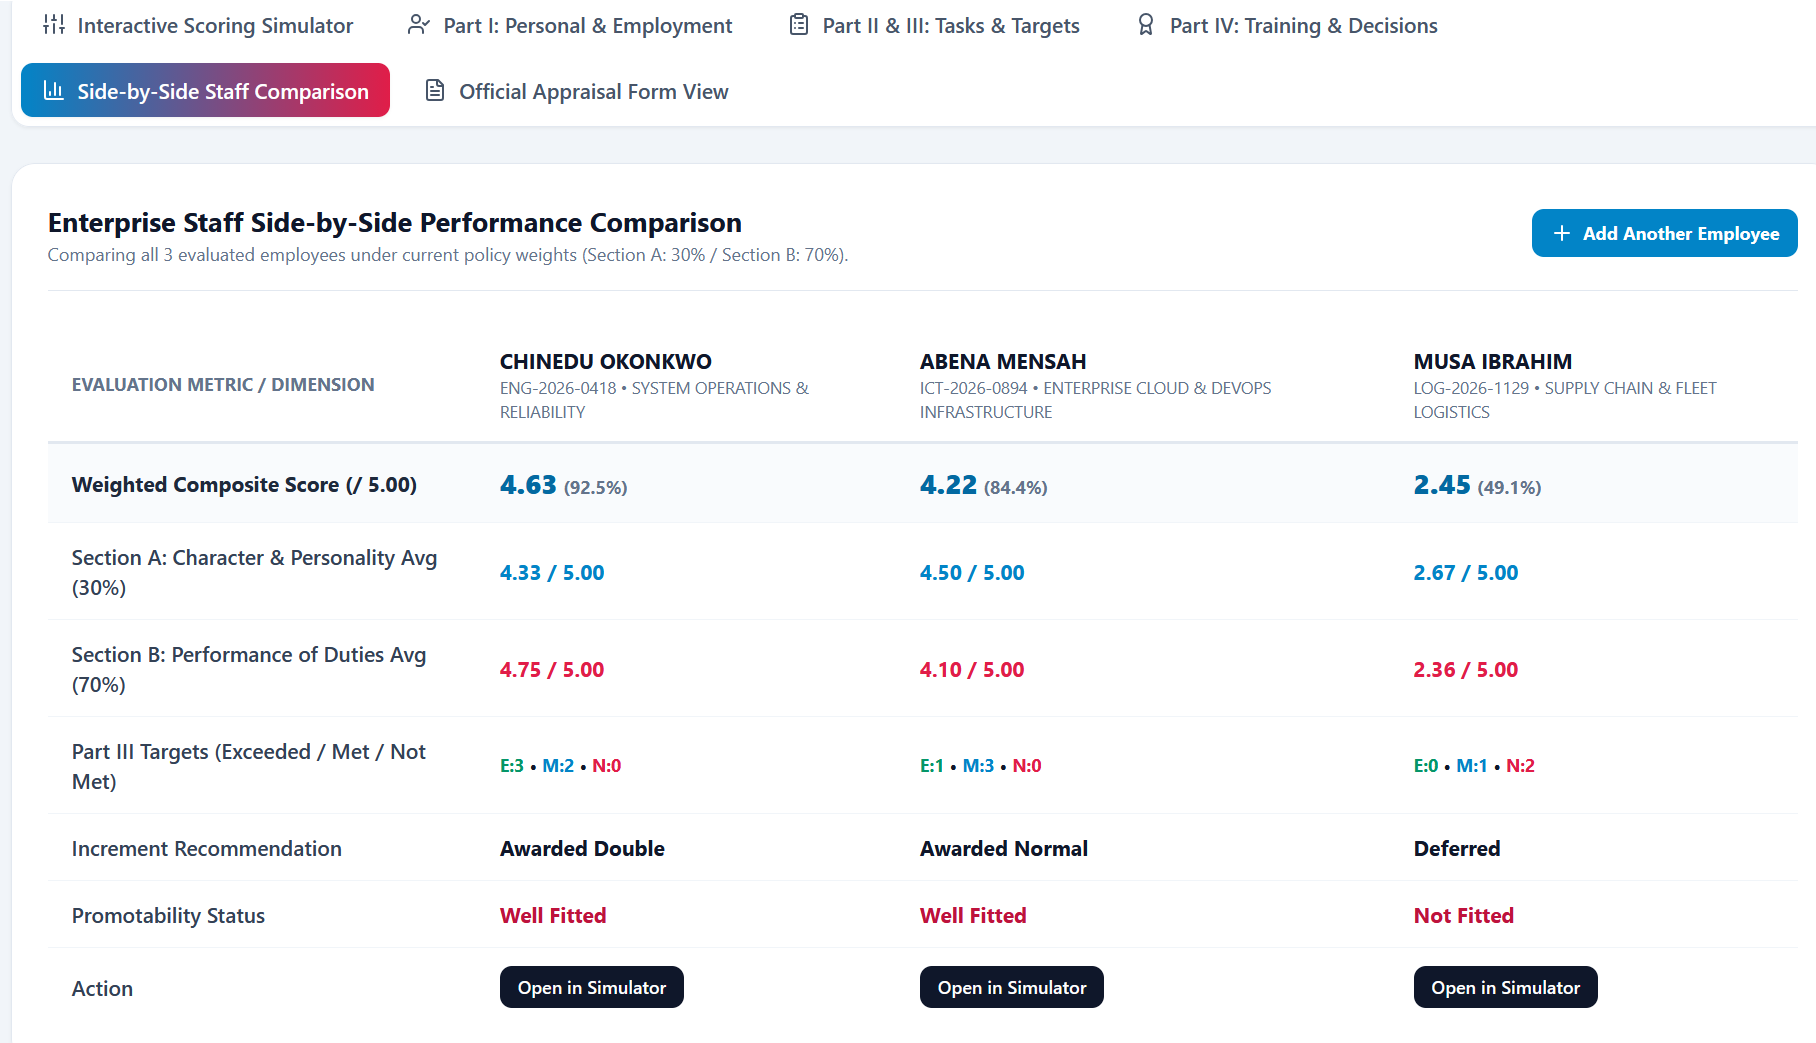 Interactive Scoring Simulator
Part I: Personal & Employment
Part II & III: Tasks & Targets
Part IV: Training & Decisions
Side-by-Side Staff Comparison
Official Appraisal Form View
Enterprise Staff Side-by-Side Performance Comparison
Comparing all 3 evaluated employees under current policy weights (Section A: 30% / Section B: 70%).
Add Another Employee
EVALUATION METRIC / DIMENSION
CHINEDU OKONKWO
ENG-2026-0418 • SYSTEM OPERATIONS &
RELIABILITY
ABENA MENSAH
ICT-2026-0894 • ENTERPRISE CLOUD & DEVOPS
INFRASTRUCTURE
MUSA IBRAHIM
LOG-2026-1129 • SUPPLY CHAIN & FLEET
LOGISTICS
Weighted Composite Score (/ 5.00)
4.63 (92.5%)
4.22 (84.4%)
2.45 (49.1%)
Section A: Character & Personality Avg
(30%)
4.33 / 5.00
4.50 / 5.00
2.67 / 5.00
Section B: Performance of Duties Avg
(70%)
4.75 / 5.00
4.10 / 5.00
2.36 / 5.00
Part III Targets (Exceeded / Met / Not
Met)
E:3 • M:2 • N:0
E:1 • M:3 • N:0
E:0 • M:1 • N:2
Increment Recommendation
Awarded Double
Awarded Normal
Deferred
Promotability Status
Well Fitted
Well Fitted
Not Fitted
Action
Open in Simulator
Open in Simulator
Open in Simulator